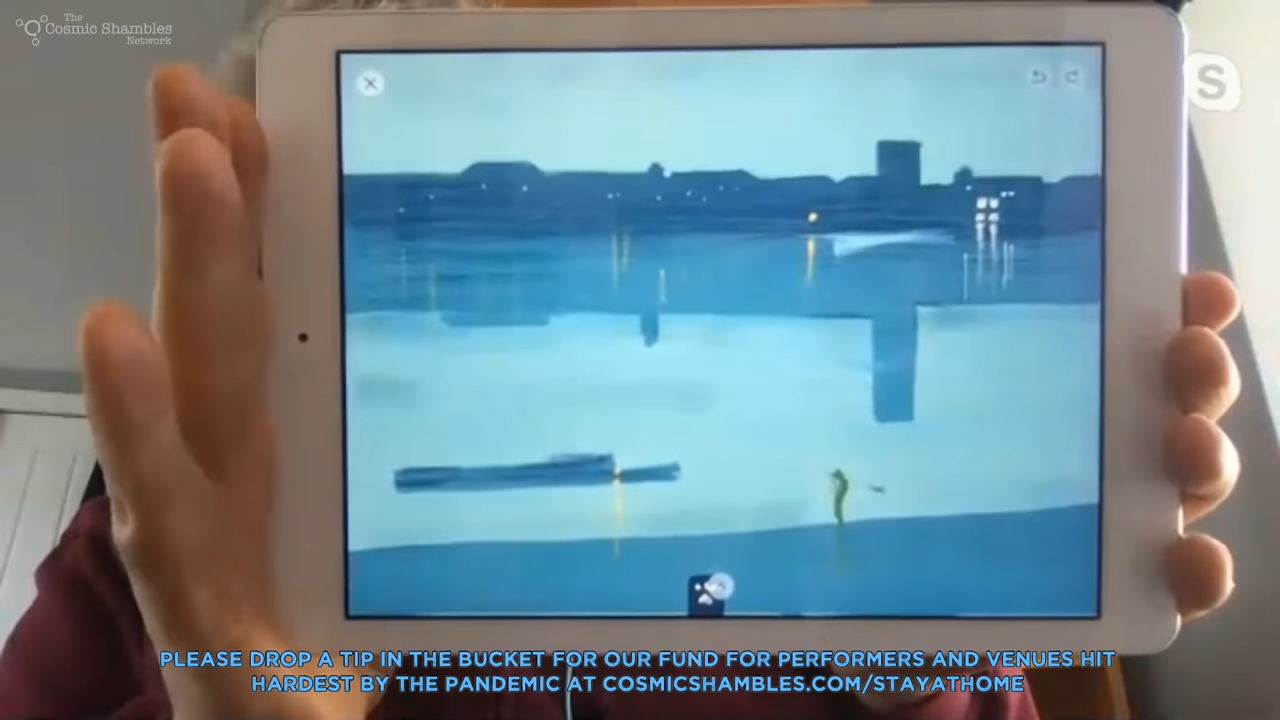 The
Cosmic Shambles
Network
S
PLEASE DROP A TIP IN THE BUCKET FOR OUR FUND FOR PERFORMERS AND VENUES HIT
HARDEST BY THE PANDEMIC AT COSMICSHAMBLES.COM/STAYATHOME